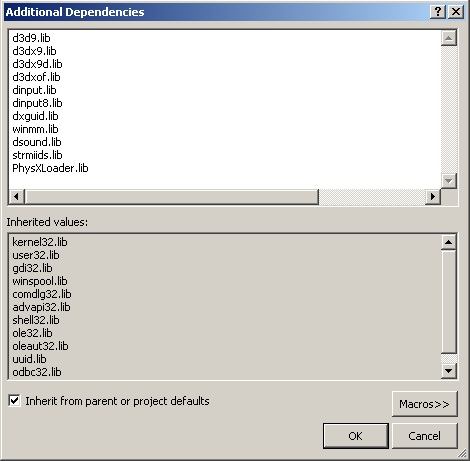 Additional Dependencies
d3d9.lib
d3dx9.lib
d3dx9d.lib
d3dxof.lib
dinput.lib
dinput8.lib
dxguid.lib
winmm.lib
dsound.lib
strmiids.lib
PhysXLoader.lib
Inherited values:
kernel32.lib
user32.lib
gdi32.lib
winspool.lib
comdlg32.lib
advapi32.lib
shell32.lib
ole32.lib
oleaut32.lib
uuid.lib
odbc32.lib
Inherit from parent or project defaults
Macros>>
OK
Cancel